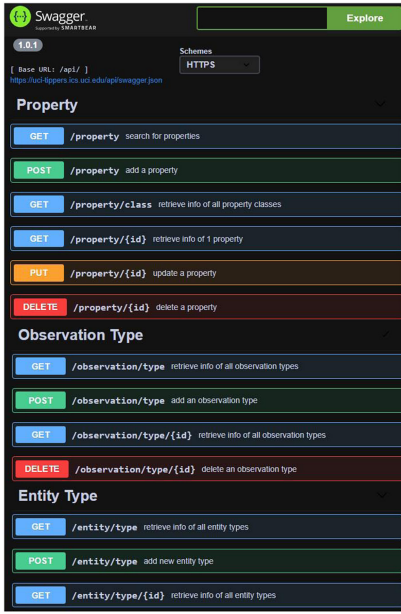 Swagger.
Supported by SMARTBEAR
Explore
1.0.1
Schemes
HTTPS
[ Base URL: /api/ ]
https://uci-tippers.ics.uci.edu/api/swagger.json
Property
GET /property search for properties
POST /property add a property
GET /property/class retrieve info of all property classes
GET /property/{id} retrieve info of 1 property
PUT /property/{id} update a property
DELETE /property/{id} delete a property
Observation Type
GET /observation/type retrieve info of all observation types
POST /observation/type add an observation type
GET /observation/type/{id} retrieve info of all observation types
DELETE /observation/type/{id} delete an observation type
Entity Type
GET /entity/type retrieve info of all entity types
POST /entity/type add new entity type
GET /entity/type/{id} retrieve info of all entity types